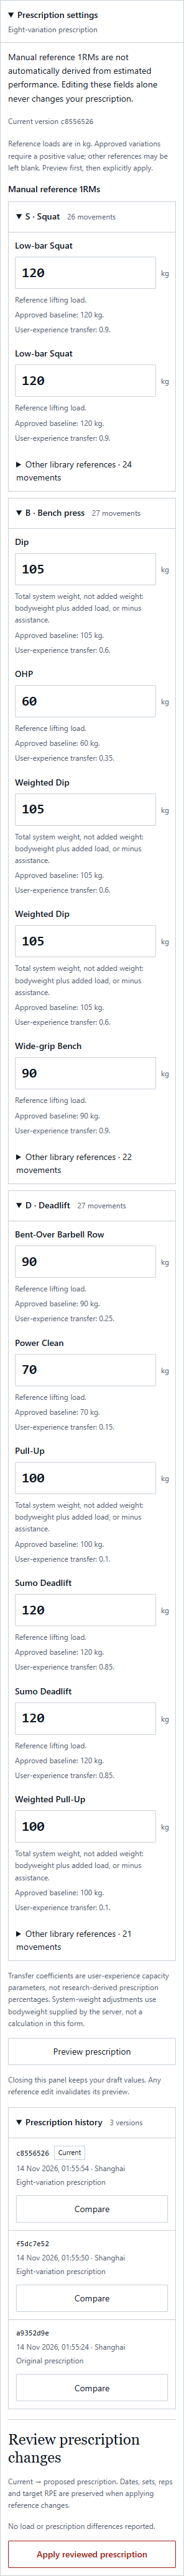 ▼ Prescription settings
Eight-variation prescription
Manual reference 1RMs are not
automatically derived from estimated
performance. Editing these fields alone
never changes your prescription.
Current version c8556526
Reference loads are in kg. Approved variations
require a positive value; other references may be
left blank. Preview first, then explicitly apply.
Manual reference 1RMs
▼ S · Squat 26 movements
Low-bar Squat
120 kg
Reference lifting load.
Approved baseline: 120 kg.
User-experience transfer: 0.9.
Low-bar Squat
120 kg
Reference lifting load.
Approved baseline: 120 kg.
User-experience transfer: 0.9.
▶ Other library references · 24
movements
▼ B · Bench press 27 movements
Dip
105 kg
Total system weight, not added weight:
bodyweight plus added load, or minus
assistance.
Approved baseline: 105 kg.
User-experience transfer: 0.6.
OHP
60 kg
Reference lifting load.
Approved baseline: 60 kg.
User-experience transfer: 0.35.
Weighted Dip
105 kg
Total system weight, not added weight:
bodyweight plus added load, or minus
assistance.
Approved baseline: 105 kg.
User-experience transfer: 0.6.
Weighted Dip
105 kg
Total system weight, not added weight:
bodyweight plus added load, or minus
assistance.
Approved baseline: 105 kg.
User-experience transfer: 0.6.
Wide-grip Bench
90 kg
Reference lifting load.
Approved baseline: 90 kg.
User-experience transfer: 0.9.
▶ Other library references · 22
movements
▼ D · Deadlift 27 movements
Bent-Over Barbell Row
90 kg
Reference lifting load.
Approved baseline: 90 kg.
User-experience transfer: 0.25.
Power Clean
70 kg
Reference lifting load.
Approved baseline: 70 kg.
User-experience transfer: 0.15.
Pull-Up
100 kg
Total system weight, not added weight:
bodyweight plus added load, or minus
assistance.
Approved baseline: 100 kg.
User-experience transfer: 0.1.
Sumo Deadlift
120 kg
Reference lifting load.
Approved baseline: 120 kg.
User-experience transfer: 0.85.
Sumo Deadlift
120 kg
Reference lifting load.
Approved baseline: 120 kg.
User-experience transfer: 0.85.
Weighted Pull-Up
100 kg
Total system weight, not added weight:
bodyweight plus added load, or minus
assistance.
Approved baseline: 100 kg.
User-experience transfer: 0.1.
▶ Other library references · 21
movements
Transfer coefficients are user-experience capacity
parameters, not research-derived prescription
percentages. System-weight adjustments use
bodyweight supplied by the server, not a
calculation in this form.
Preview prescription
Closing this panel keeps your draft values. Any
reference edit invalidates its preview.
▼ Prescription history 3 versions
c8556526 Current
14 Nov 2026, 01:55:54 · Shanghai
Eight-variation prescription
Compare
f5dc7e52
14 Nov 2026, 01:55:50 · Shanghai
Eight-variation prescription
Compare
a9352d9e
14 Nov 2026, 01:55:24 · Shanghai
Original prescription
Compare
Review prescription
changes
Current → proposed prescription. Dates, sets, reps
and target RPE are preserved when applying
reference changes.
No load or prescription differences reported.
Apply reviewed prescription